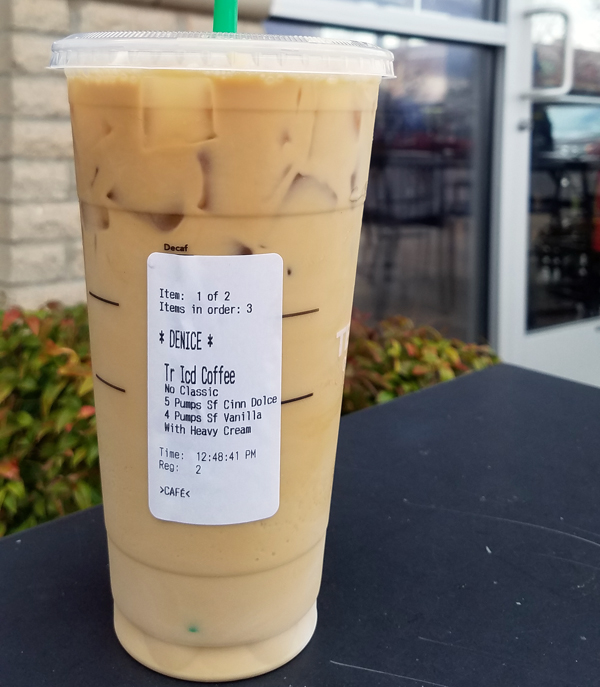 Decaf
Item: 1 of 2
Items in order: 3
* DENICE *
Tr Icd Coffee
No Classic
5 Pumps Sf Cinn Dolce
4 Pumps Sf Vanilla
With Heavy Cream
Time: 12:48:41 PM
Reg: 2
>CAFÉ<